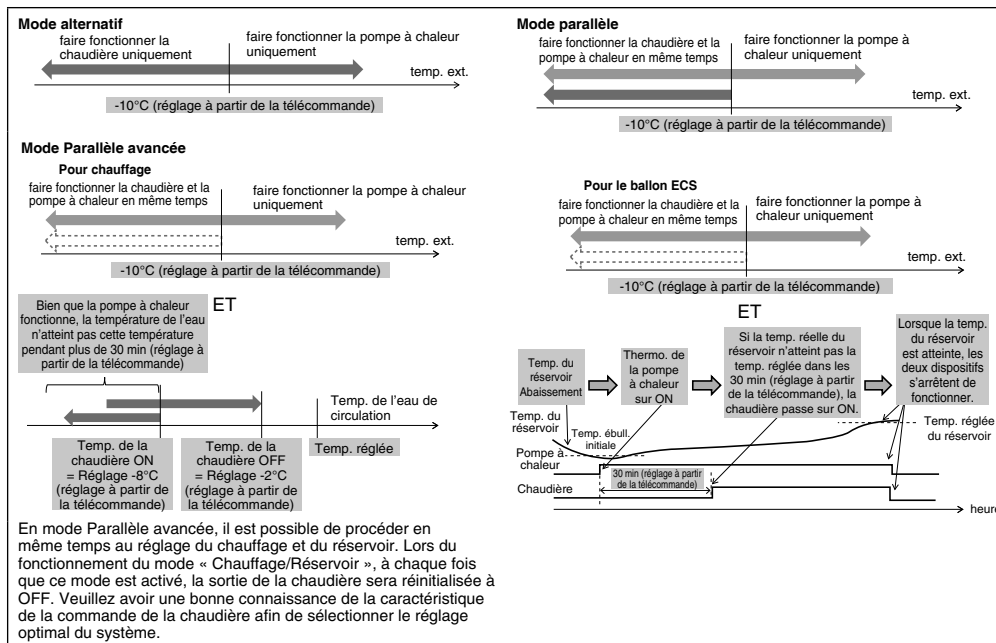 Mode alternatif
faire fonctionner la
chaudière uniquement
faire fonctionner la pompe à chaleur
uniquement
temp. ext.
-10°C (réglage à partir de la télécommande)
Mode parallèle
faire fonctionner la chaudière et la
pompe à chaleur en même temps
faire fonctionner la pompe à
chaleur uniquement
temp. ext.
-10°C (réglage à partir de la télécommande)
Mode Parallèle avancée
Pour chauffage
faire fonctionner la chaudière et la
pompe à chaleur en même temps
faire fonctionner la pompe à chaleur
uniquement
temp. ext.
-10°C (réglage à partir de la télécommande)
ET
Bien que la pompe à chaleur
fonctionne, la température de l'eau
n'atteint pas cette température
pendant plus de 30 min (réglage à
partir de la télécommande)
Temp. de l'eau de
circulation
Temp. de la
chaudière ON
= Réglage -8°C
(réglage à partir de
la télécommande)
Temp. de la
chaudière OFF
= Réglage -2°C
(réglage à partir de
la télécommande)
Temp. réglée
En mode Parallèle avancée, il est possible de procéder en
même temps au réglage du chauffage et du réservoir. Lors du
fonctionnement du mode « Chauffage/Réservoir », à chaque fois
que ce mode est activé, la sortie de la chaudière sera réinitialisée à
OFF. Veuillez avoir une bonne connaissance de la caractéristique
de la commande de la chaudière afin de sélectionner le réglage
optimal du système.
Pour le ballon ECS
faire fonctionner la chaudière et la
pompe à chaleur en même temps
faire fonctionner la pompe à
chaleur uniquement
temp. ext.
-10°C (réglage à partir de la télécommande)
ET
Temp. du
réservoir
Abaissement
Thermo. de
la pompe
à chaleur
sur ON
Si la temp. réelle du
réservoir n'atteint pas la
temp. réglée dans les
30 min (réglage à partir
de la télécommande), la
chaudière passe sur ON.
Lorsque la temp.
du réservoir
est atteinte, les
deux dispositifs
s'arrêtent de
fonctionner.
Temp. du
réservoir
Temp. ébull.
initiale
Temp. réglée
du réservoir
Pompe à
chaleur
30 min (réglage à partir
de la télécommande)
Chaudière
heure